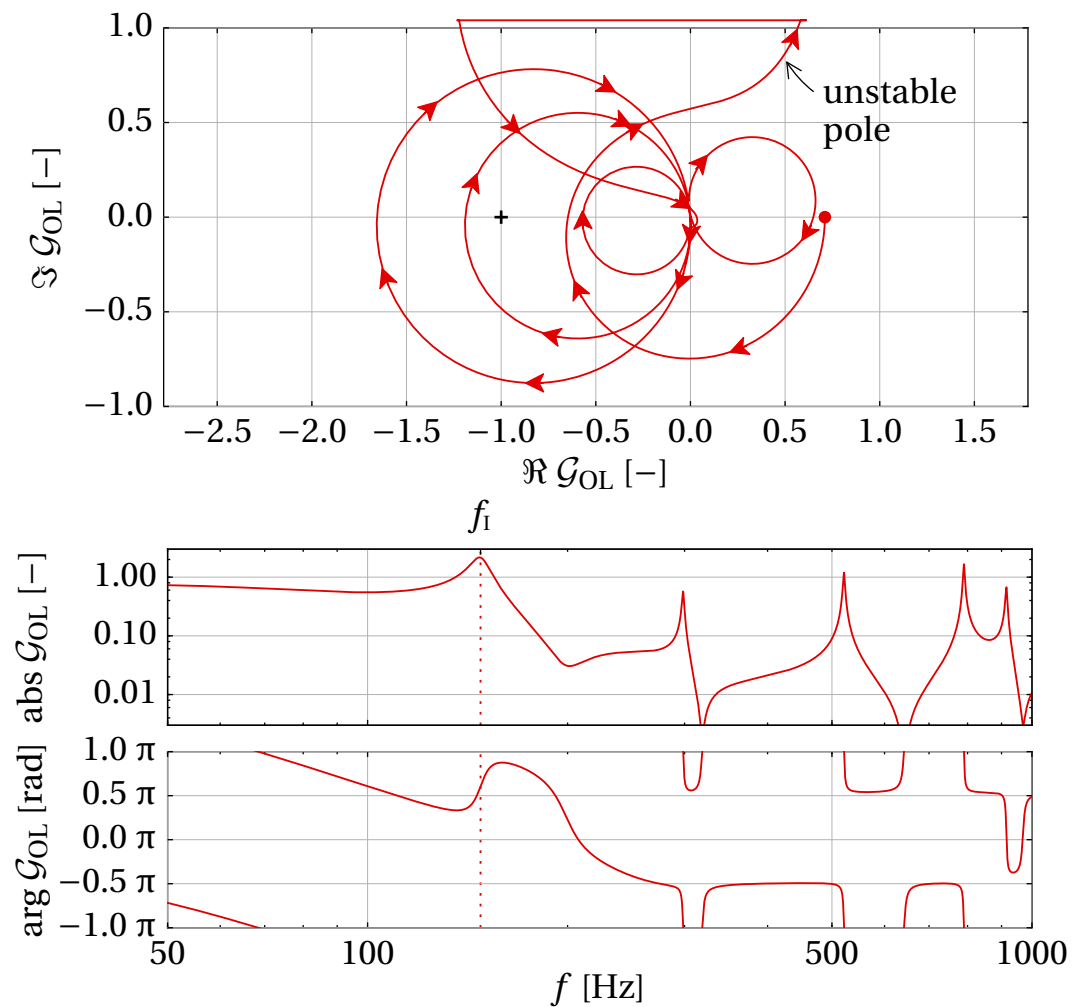 1.0
0.5
0.0
−0.5
−1.0
ℑ 𝒢OL [−]
unstable
pole
−2.5 −2.0 −1.5 −1.0 −0.5 0.0 0.5 1.0 1.5
ℜ 𝒢OL [−]
fI
1.00
0.10
0.01
abs 𝒢OL [−]
1.0 π
0.5 π
0.0 π
−0.5 π
−1.0 π
arg 𝒢OL [rad]
50 100 500 1000
f [Hz]